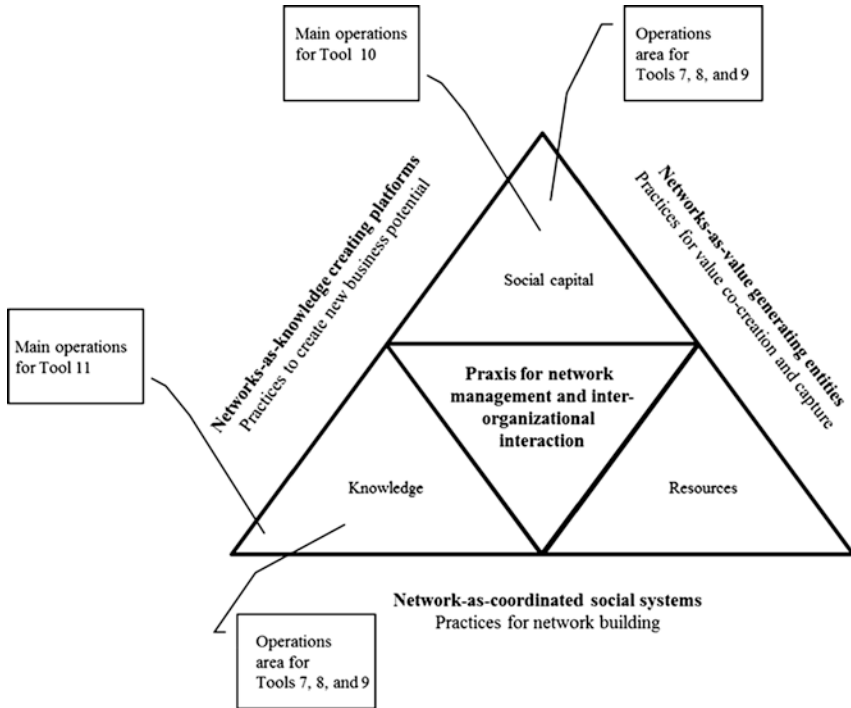 Main operations
for Tool 10
Operations
area for
Tools 7, 8, and 9
Networks-as-knowledge creating platforms
Practices to create new business potential
Networks-as-value generating entities
Practices for value co-creation and capture
Social capital
Main operations
for Tool 11
Praxis for network
management and inter-
organizational
interaction
Knowledge
Resources
Network-as-coordinated social systems
Practices for network building
Operations
area for
Tools 7, 8, and 9